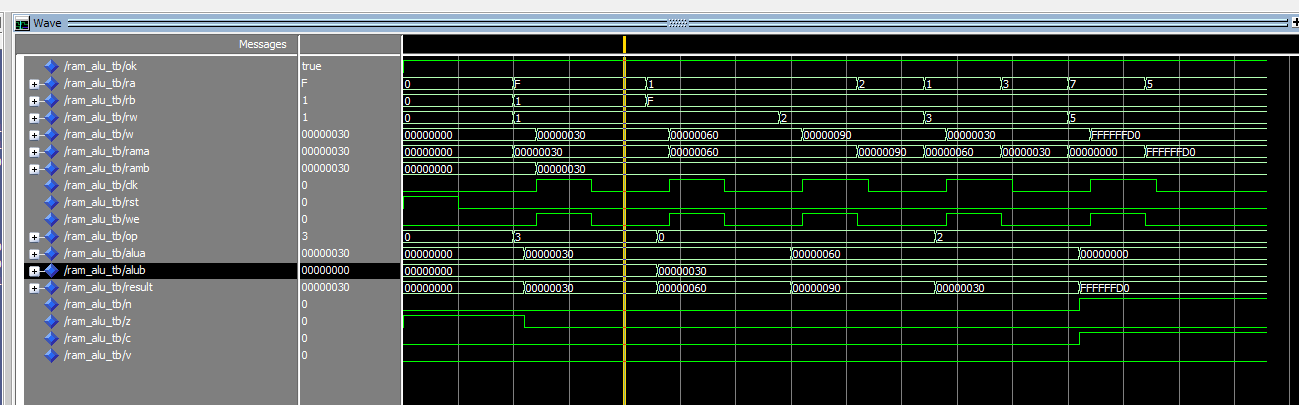 Wave
Messages
/ram_alu_tb/ok true
/ram_alu_tb/ra F 0 F 1 2 1 3 7 5
/ram_alu_tb/rb 1 0 1 F
/ram_alu_tb/rw 1 0 1 2 3 5
/ram_alu_tb/w 00000030 00000000 00000030 00000060 00000090 00000030 FFFFFFD0
/ram_alu_tb/rama 00000030 00000000 00000030 00000060 00000090 00000060 00000030 00000000 FFFFFFD0
/ram_alu_tb/ramb 00000030 00000000 00000030
/ram_alu_tb/clk 0
/ram_alu_tb/rst 0
/ram_alu_tb/we 0
/ram_alu_tb/op 3 0 3 0 2
/ram_alu_tb/alua 00000030 00000000 00000030 00000060 00000000
/ram_alu_tb/alub 00000000 00000000 00000030
/ram_alu_tb/result 00000030 00000000 00000030 00000060 00000090 00000030 FFFFFFD0
/ram_alu_tb/n 0
/ram_alu_tb/z 0
/ram_alu_tb/c 0
/ram_alu_tb/v 0